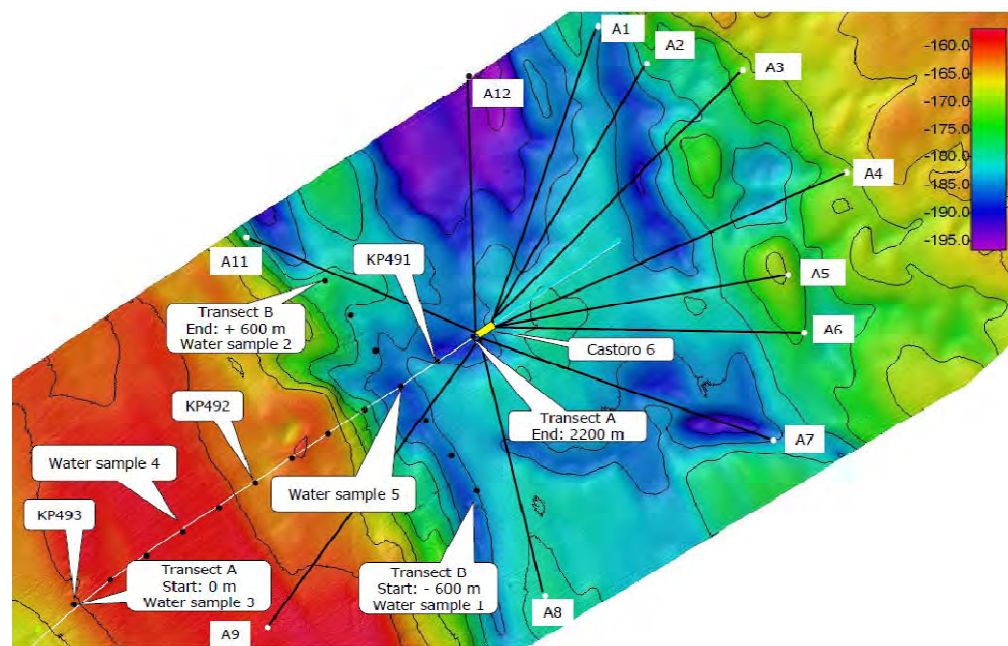 A1
A2
A3
A12
-160.0
-165.0
-170.0
-175.0
-180.0
-185.0
-190.0
-195.0
A4
A11
KP491
A5
Transect B
End: + 600 m
Water sample 2
A6
Castoro 6
KP492
Transect A
End: 2200 m
A7
Water sample 4
Water sample 5
KP493
Transect A
Start: 0 m
Water sample 3
Transect B
Start: - 600 m
Water sample 1
A8
A9